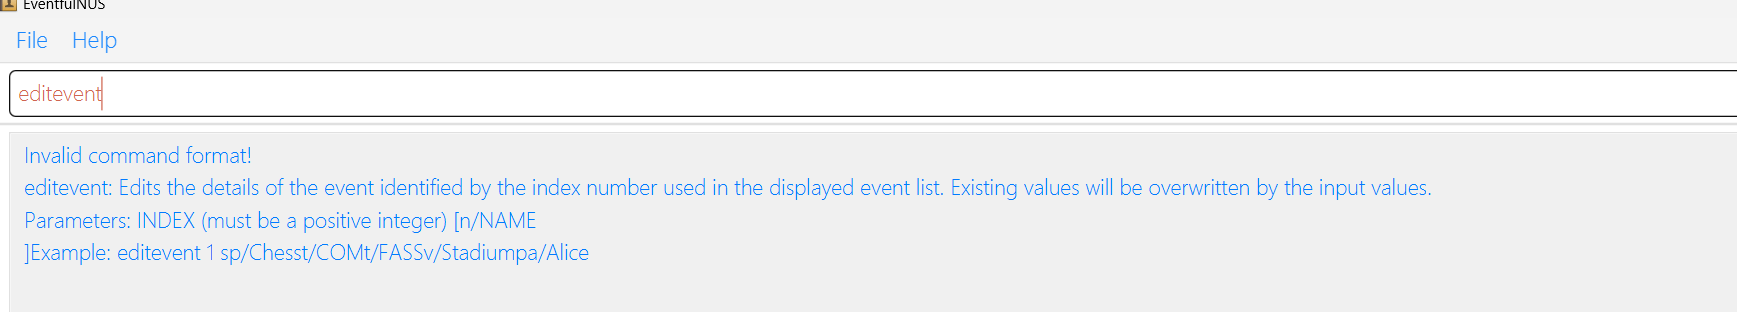 EventfulNUS
File Help
editevent
Invalid command format!
editevent: Edits the details of the event identified by the index number used in the displayed event list. Existing values will be overwritten by the input values.
Parameters: INDEX (must be a positive integer) [n/NAME
]Example: editevent 1 sp/Chesst/COMt/FASSv/Stadiumpa/Alice